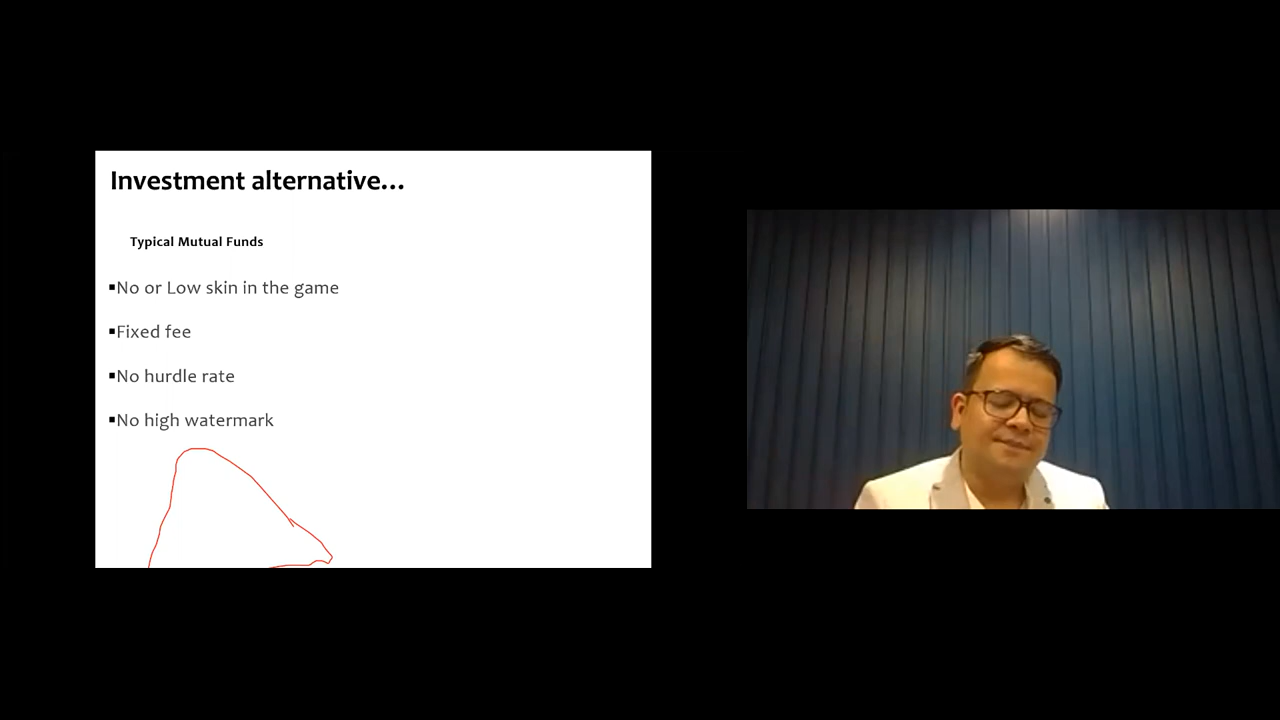 Investment alternative...
Typical Mutual Funds
▪No or Low skin in the game
▪Fixed fee
▪No hurdle rate
▪No high watermark